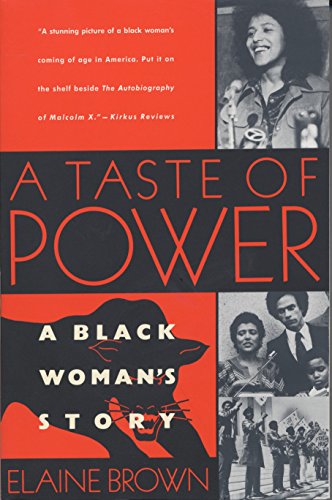 "A stunning picture of a black woman's
coming of age in America. Put it on
the shelf beside The Autobiography
of Malcolm X."—Kirkus Reviews
A TASTE OF
POWER
A BLACK
WOMAN'S
STORY
ELAINE BROWN